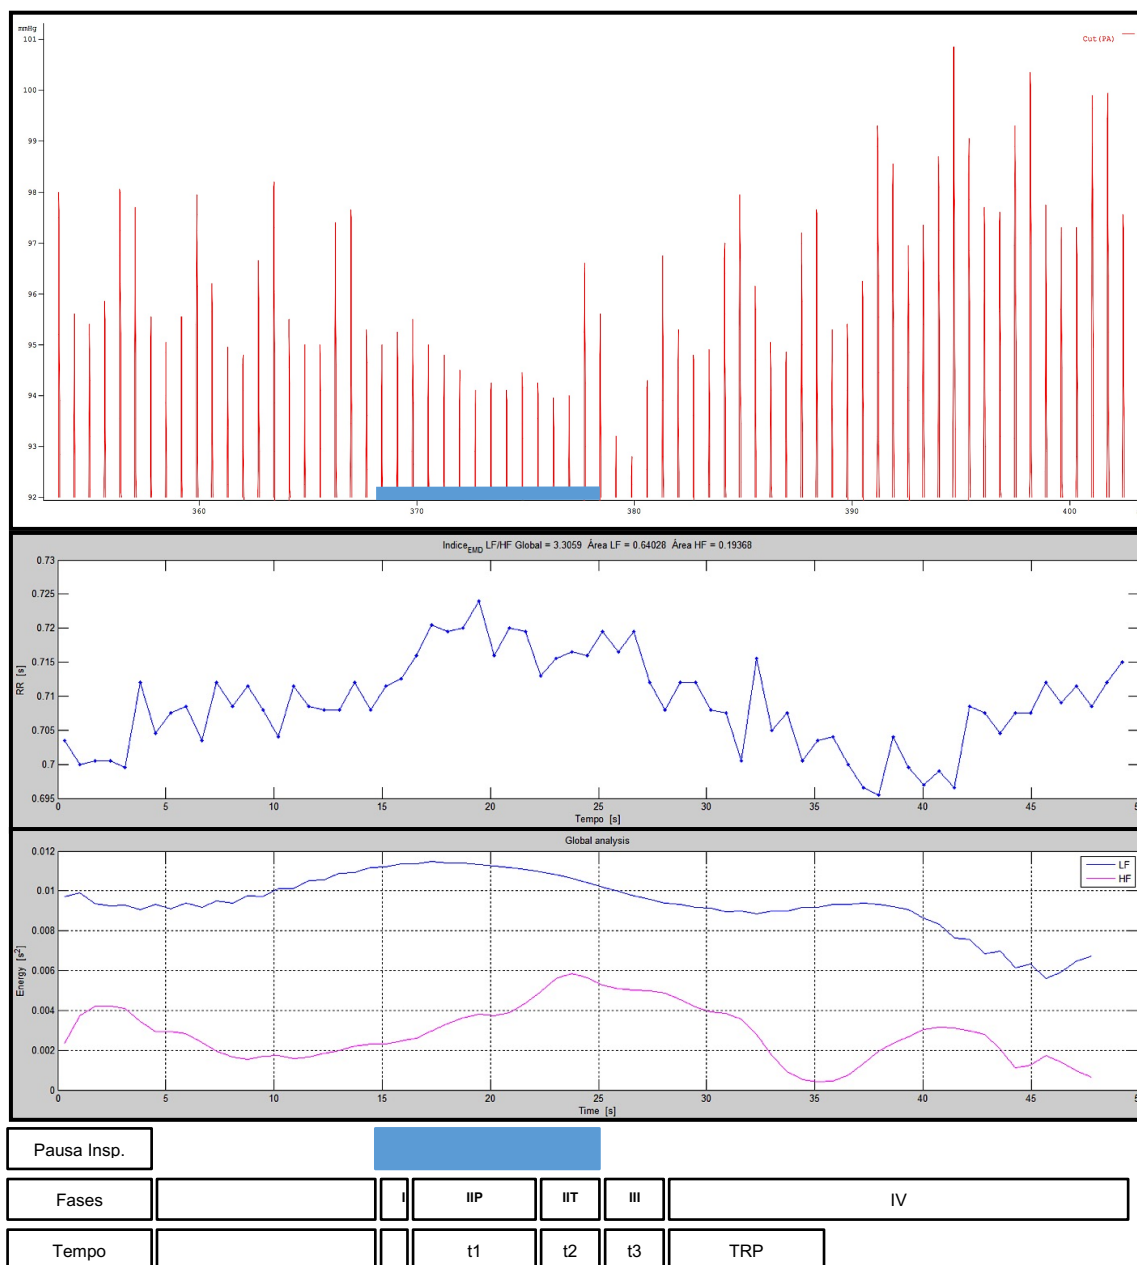 mmHg
Cut(PA)
101
100
99
98
97
96
95
94
93
92
360
370
380
390
400
Indice EMD LF/HF Global = 3.3059 Área LF = 0.64028 Área HF = 0.19368
RR [s]
0.73
0.725
0.72
0.715
0.71
0.705
0.7
0.695
0 5 10 15 20 25 30 35 40 45
Tempo [s]
Global analysis
Energy [s²]
0.012
0.01
0.008
0.006
0.004
0.002
0
LF
HF
0 5 10 15 20 25 30 35 40 45
Time [s]
Pausa Insp.
Fases I IIP IIT III IV
Tempo t1 t2 t3 TRP